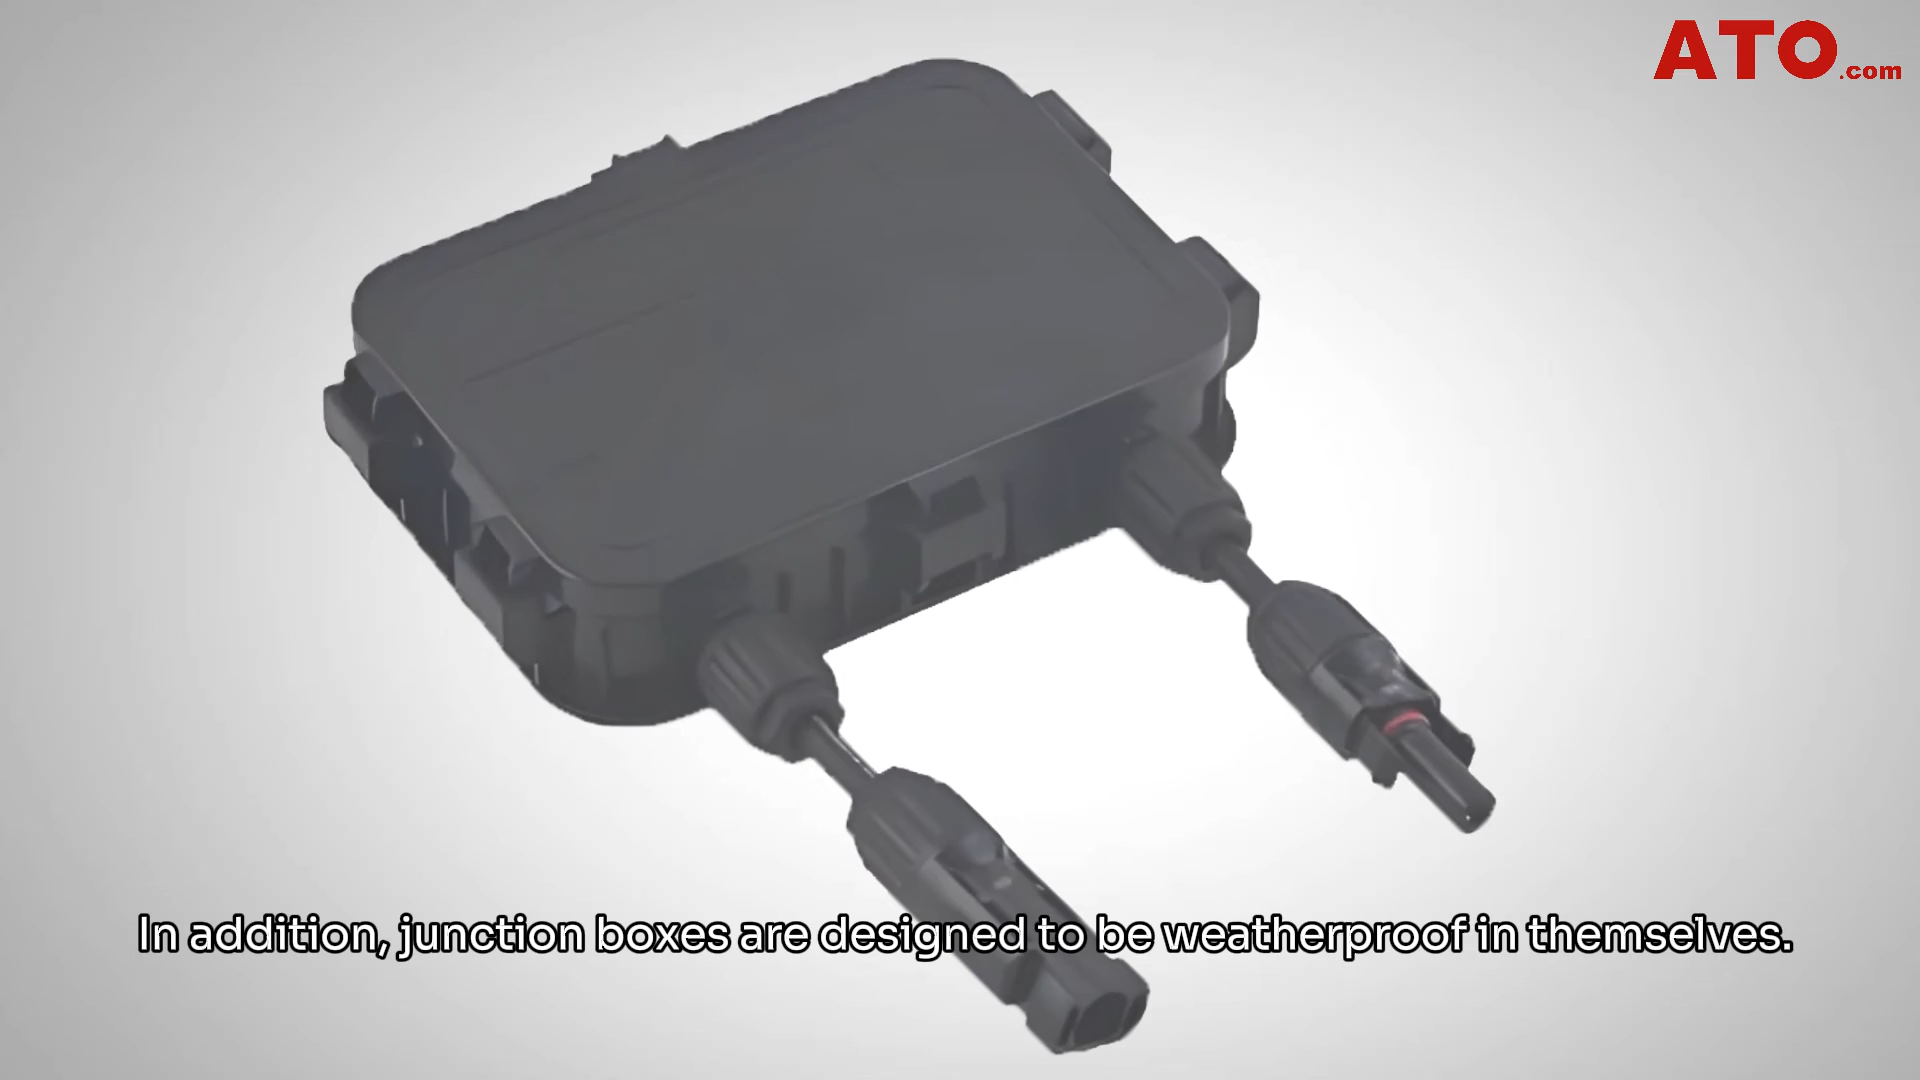 ATO.com
In addition, junction boxes are designed to be weatherproof in themselves.